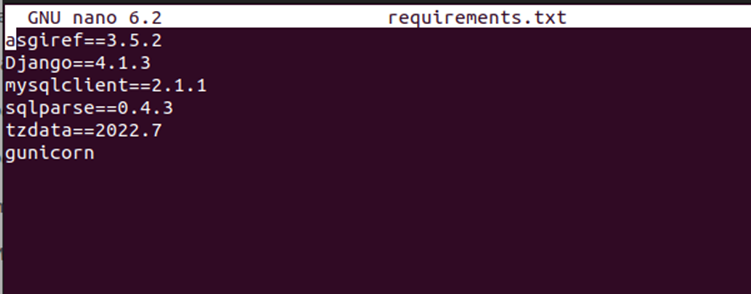 GNU nano 6.2 requirements.txt
asgiref==3.5.2
Django==4.1.3
mysqlclient==2.1.1
sqlparse==0.4.3
tzdata==2022.7
gunicorn